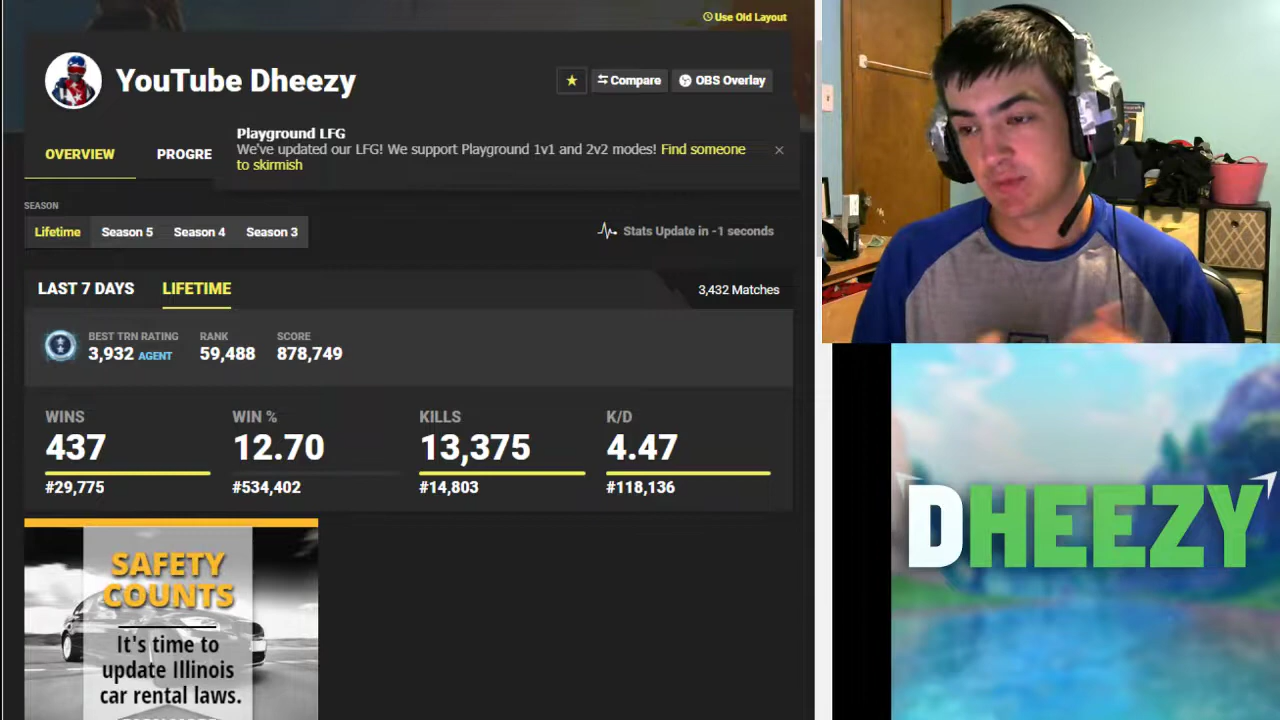 Use Old Layout
YouTube Dheezy
Compare
OBS Overlay
OVERVIEW
PROGRE
Playground LFG
We've updated our LFG! We support Playground 1v1 and 2v2 modes! Find someone
to skirmish
SEASON
Lifetime
Season 5
Season 4
Season 3
Stats Update in -1 seconds
LAST 7 DAYS
LIFETIME
3,432 Matches
BEST TRN RATING
3,932 AGENT
RANK
59,488
SCORE
878,749
WINS
437
#29,775
WIN %
12.70
#534,402
KILLS
13,375
#14,803
K/D
4.47
#118,136
SAFETY
COUNTS
It's time to
update Illinois
car rental laws.
DHEEZY